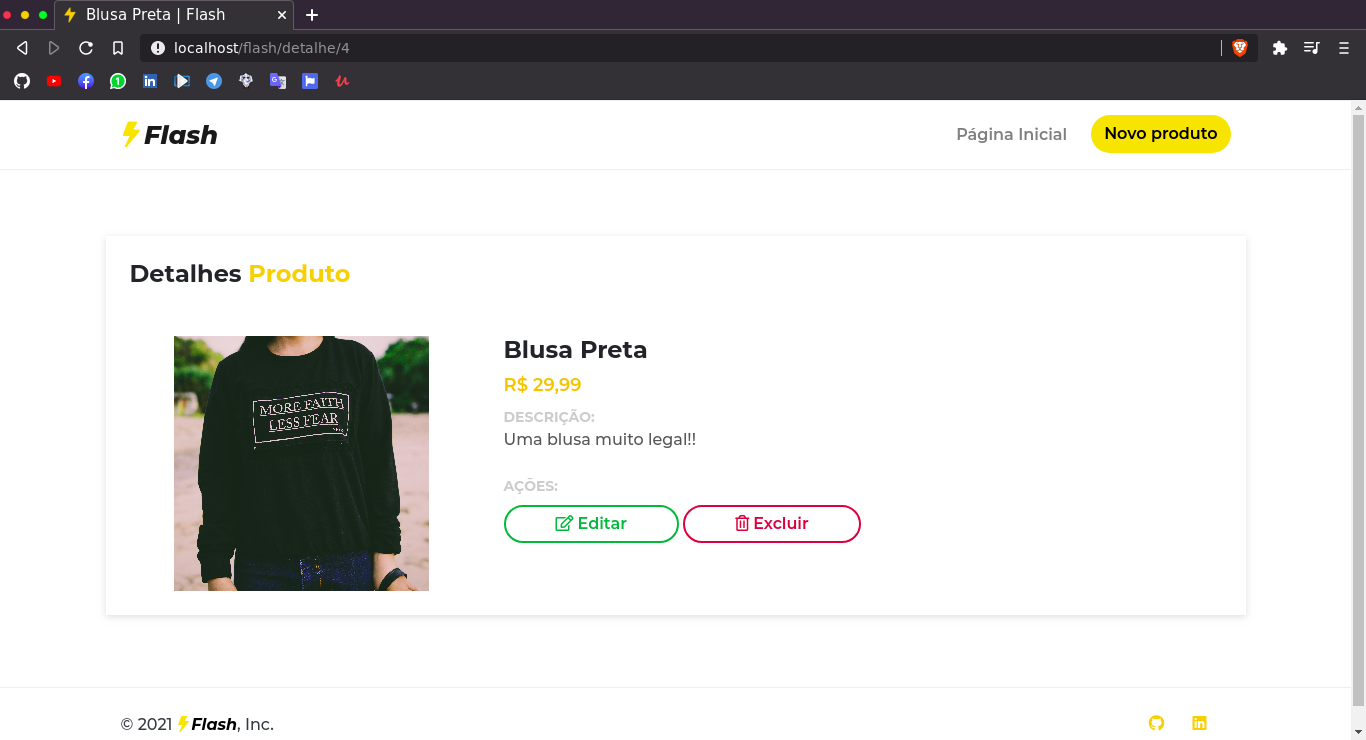 Blusa Preta | Flash
localhost/flash/detalhe/4
Flash
Página Inicial
Novo produto
Detalhes Produto
MORE FAITH
LESS FEAR
Blusa Preta
R$ 29,99
DESCRIÇÃO:
Uma blusa muito legal!!
AÇÕES:
Editar
Excluir
© 2021 Flash, Inc.